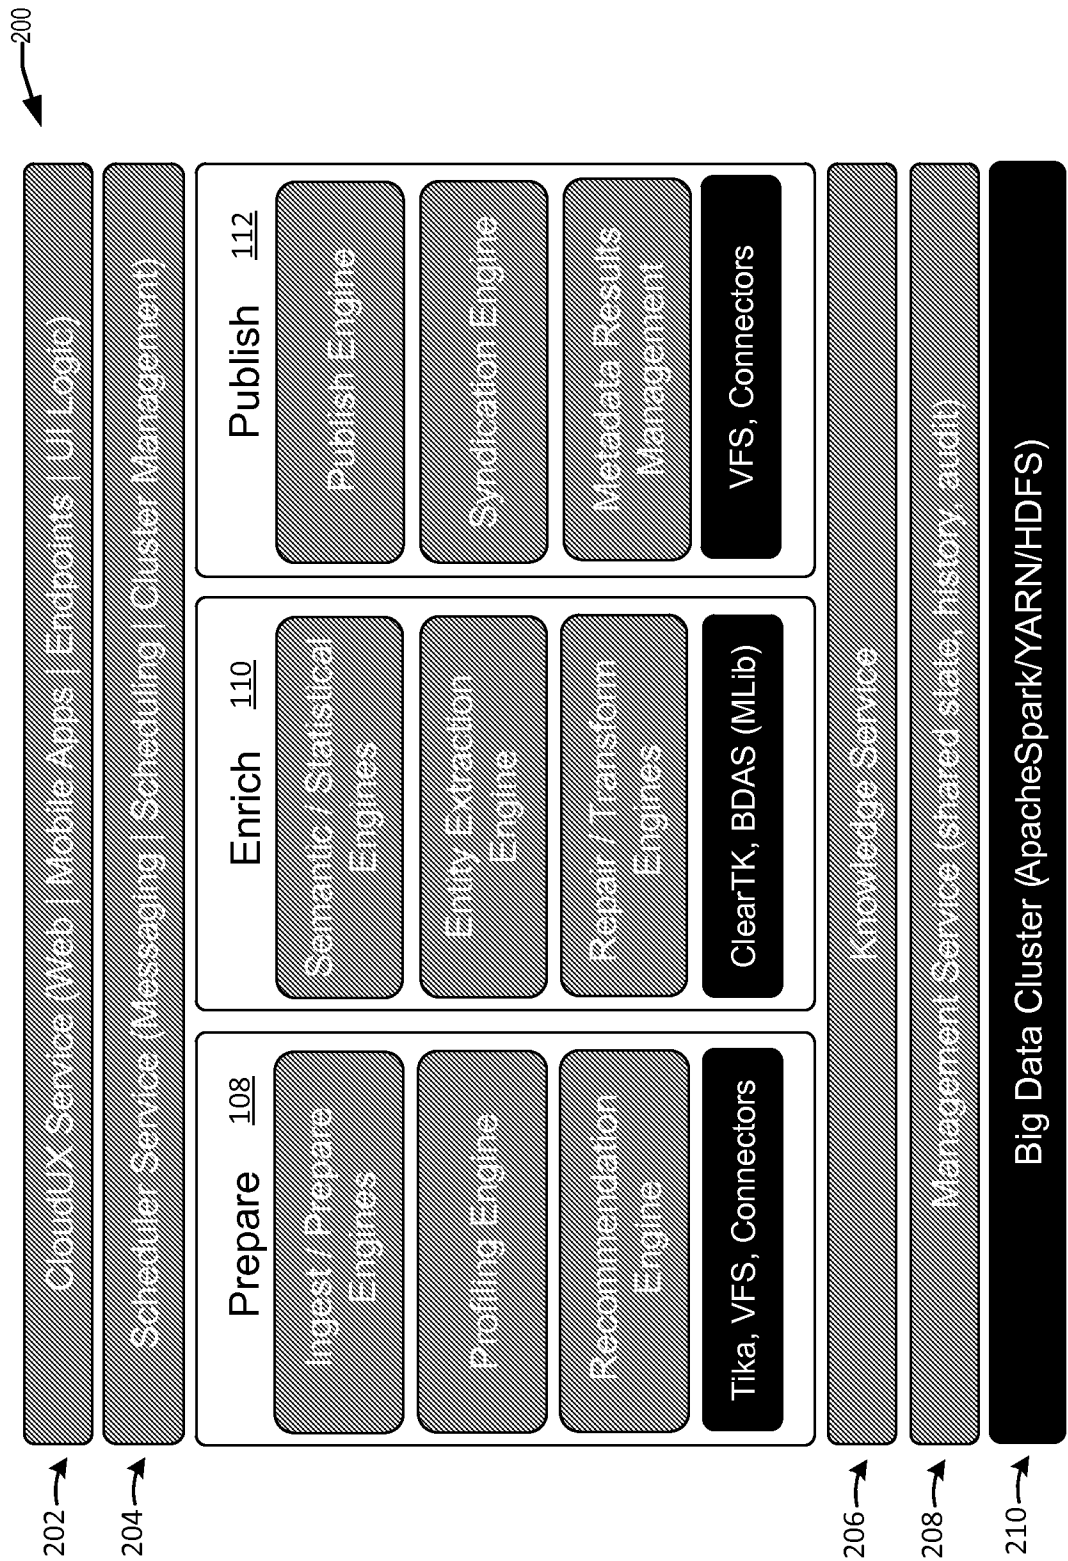 200
202
CloudUX Service (Web | Mobile Apps | Endpoints | UI Logic)
204
Scheduler Service (Messaging | Scheduling | Cluster Management)
Prepare 108
Ingest / Prepare
Engines
Profiling Engine
Recommendation
Engine
Tika, VFS, Connectors
Enrich 110
Semantic / Statistical
Engines
Entity Extraction
Engine
Repair / Transform
Engines
ClearTK, BDAS (MLib)
Publish 112
Publish Engine
Syndication Engine
Metadata Results
Management
VFS, Connectors
206
Knowledge Service
208
Management Service (shared state, history, audit)
210
Big Data Cluster (ApacheSpark/YARN/HDFS)